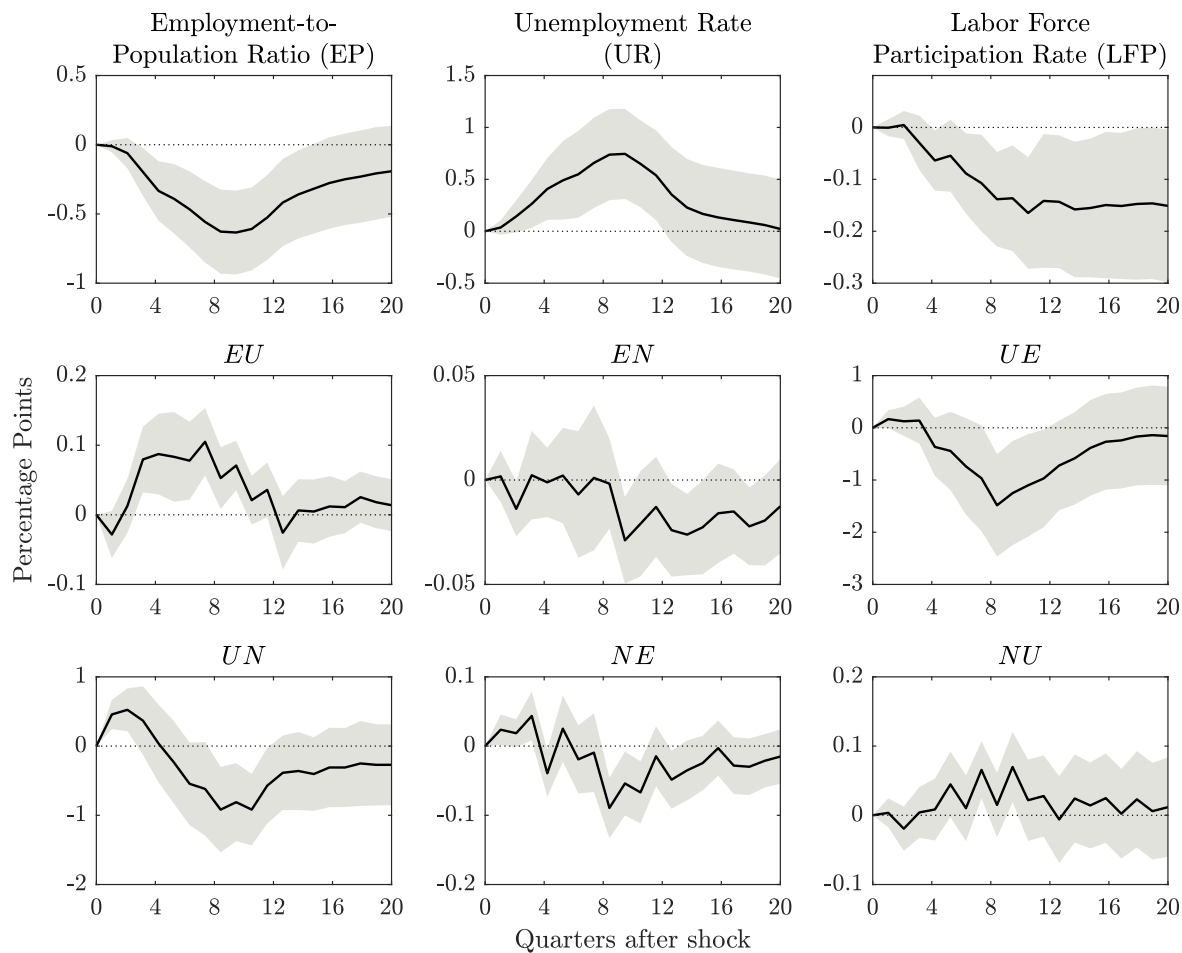 Employment-to-
Population Ratio (EP)
Unemployment Rate
(UR)
Labor Force
Participation Rate (LFP)
0.5
0
-0.5
-1
0 4 8 12 16 20
1.5
1
0.5
0
-0.5
0 4 8 12 16 20
0
-0.1
-0.2
-0.3
0 4 8 12 16 20
Percentage Points
EU
0.2
0.1
0
-0.1
0 4 8 12 16 20
EN
0.05
0
-0.05
0 4 8 12 16 20
UE
1
0
-1
-2
-3
0 4 8 12 16 20
UN
1
0
-1
-2
0 4 8 12 16 20
NE
0.1
0
-0.1
-0.2
0 4 8 12 16 20
NU
0.2
0.1
0
-0.1
0 4 8 12 16 20
Quarters after shock